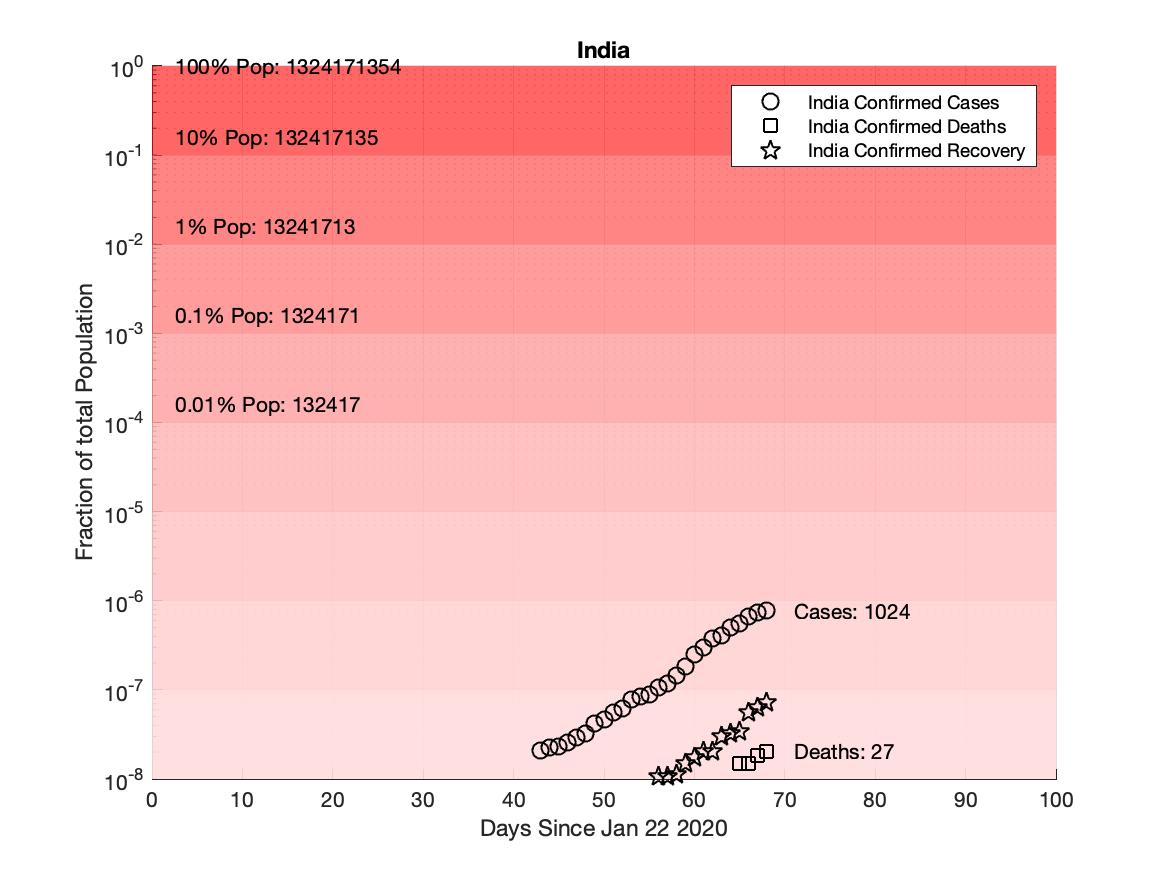 India
10^0
100% Pop: 1324171354
India Confirmed Cases
India Confirmed Deaths
India Confirmed Recovery
10% Pop: 132417135
10^-1
1% Pop: 13241713
10^-2
0.1% Pop: 1324171
10^-3
0.01% Pop: 132417
10^-4
10^-5
10^-6
Cases: 1024
10^-7
Deaths: 27
10^-8
Fraction of total Population
0 10 20 30 40 50 60 70 80 90 100
Days Since Jan 22 2020